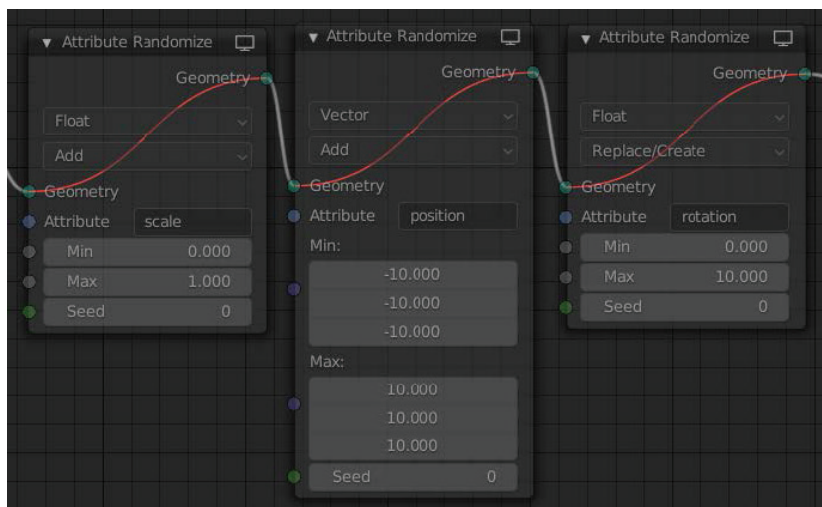 Attribute Randomize
Geometry
Float
Add
Geometry
Attribute scale
Min 0.000
Max 1.000
Seed 0
Attribute Randomize
Geometry
Vector
Add
Geometry
Attribute position
Min:
-10.000
-10.000
-10.000
Max:
10.000
10.000
10.000
Seed 0
Attribute Randomize
Geometry
Float
Replace/Create
Geometry
Attribute rotation
Min 0.000
Max 10.000
Seed 0